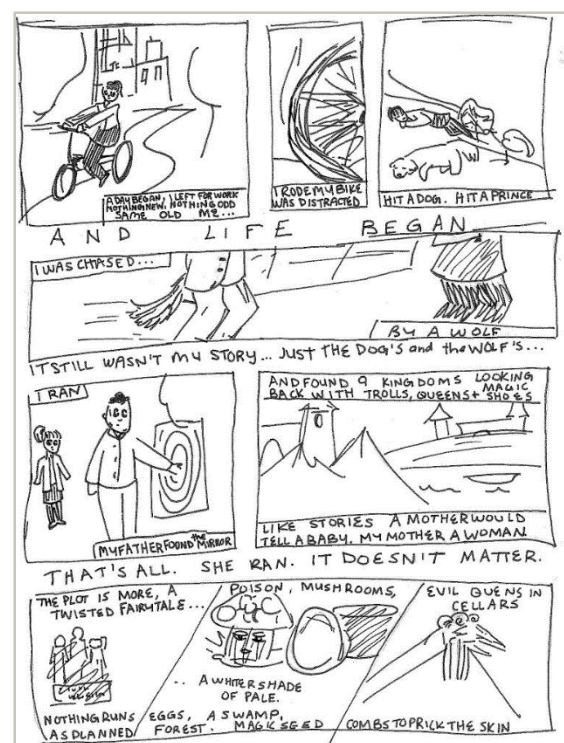 A DAY BEGAN, I LEFT FOR WORK
NOTHING NEW. NOTHING ODD
SAME OLD ME...
I RODE MY BIKE
WAS DISTRACTED
HIT A DOG. HIT A PRINCE
AND LIFE BEGAN
I WAS CHASED...
BY A WOLF
IT STILL WASN'T MY STORY... JUST THE DOG'S and the WOLF'S...
I RAN
MY FATHER FOUND the MIRROR
AND FOUND 9 KINGDOMS LOOKING
BACK WITH TROLLS, QUEENS + MAGIC SHOES
LIKE STORIES A MOTHER WOULD
TELL A BABY. MY MOTHER A WOMAN.
THAT'S ALL. SHE RAN. IT DOESN'T MATTER.
THE PLOT IS MORE, A
TWISTED FAIRYTALE...
NOTHING RUNS
AS PLANNED
POISON, MUSHROOMS,
.. A WHITER SHADE
OF PALE.
EGGS, A SWAMP,
FOREST. MAGIC SEED
EVIL QUENS IN
CELLARS
COMBS TO PRICK THE SKIN